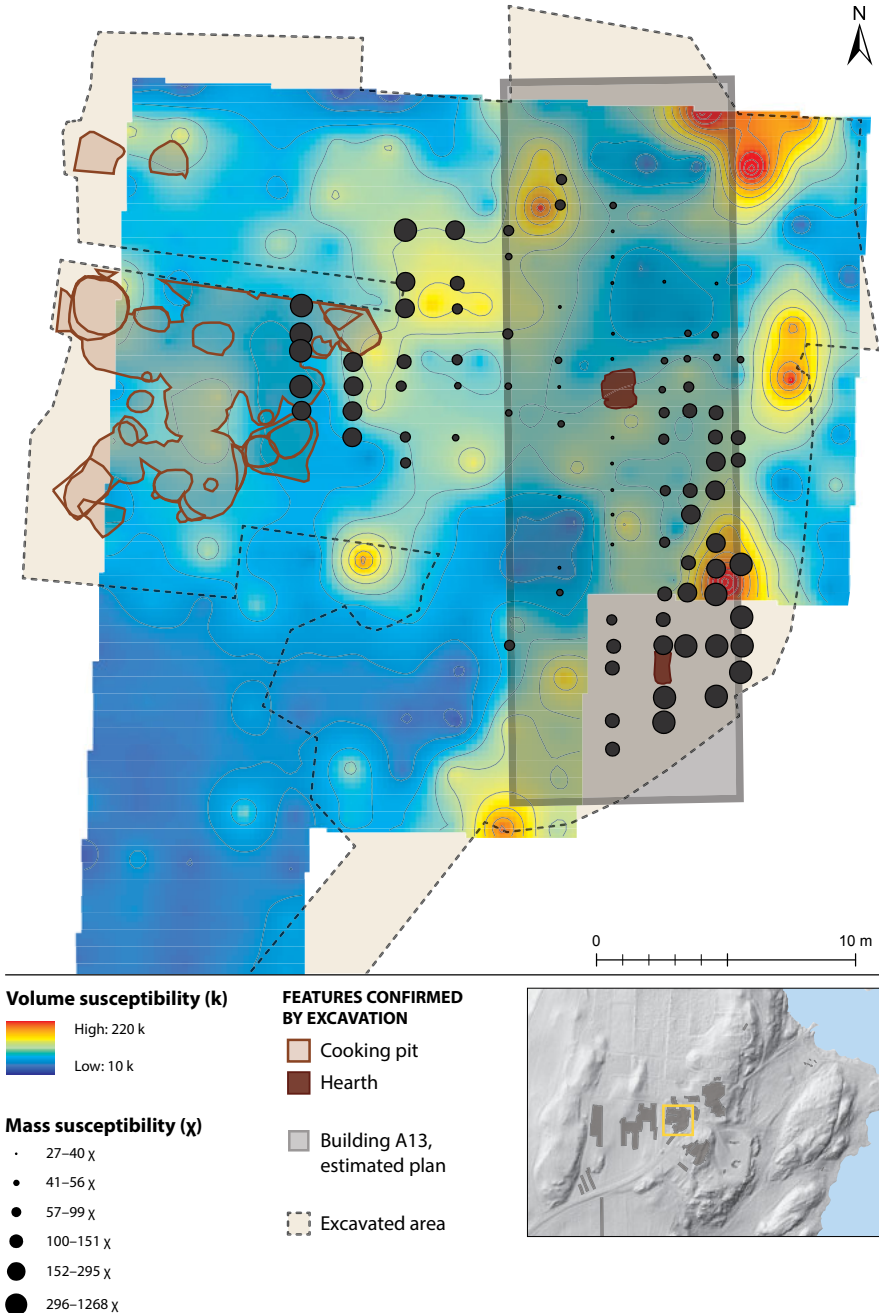 N
0 10 m
Volume susceptibility (k)
High: 220 k
Low: 10 k
Mass susceptibility (χ)
27–40 χ
41–56 χ
57–99 χ
100–151 χ
152–295 χ
296–1268 χ
FEATURES CONFIRMED
BY EXCAVATION
Cooking pit
Hearth
Building A13,
estimated plan
Excavated area